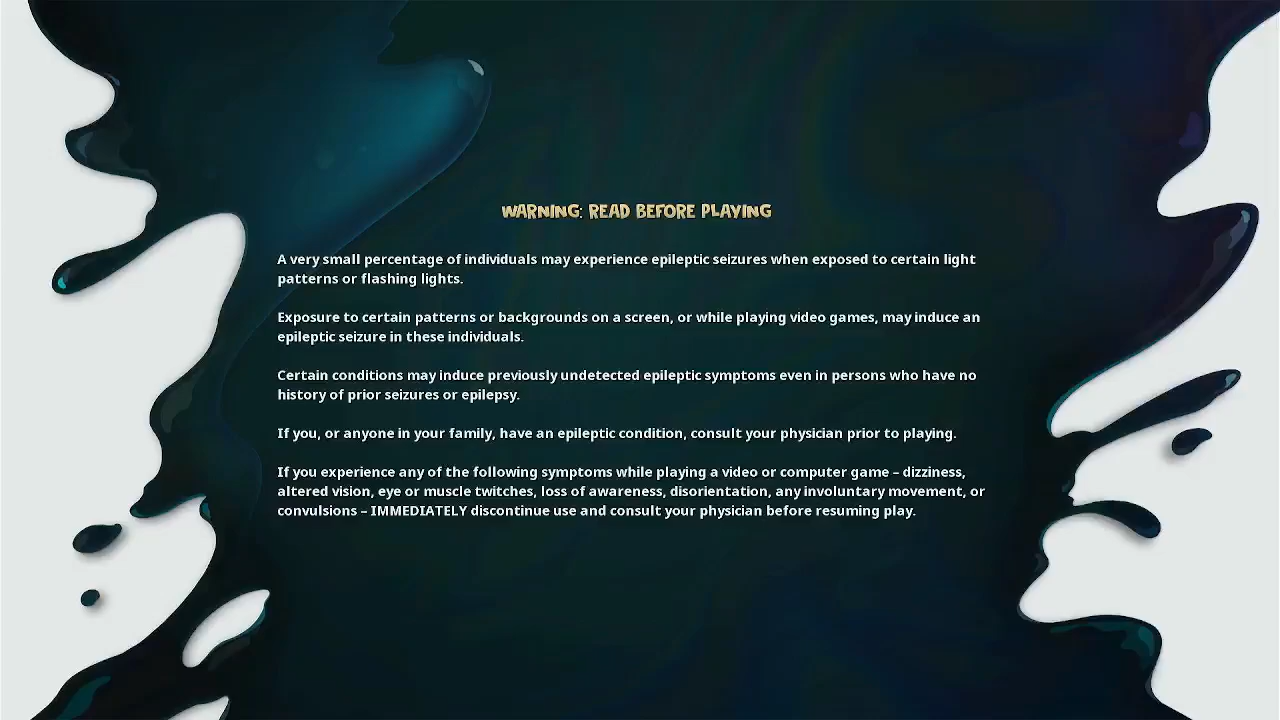 WARNING: READ BEFORE PLAYING
A very small percentage of individuals may experience epileptic seizures when exposed to certain light
patterns or flashing lights.
Exposure to certain patterns or backgrounds on a screen, or while playing video games, may induce an
epileptic seizure in these individuals.
Certain conditions may induce previously undetected epileptic symptoms even in persons who have no
history of prior seizures or epilepsy.
If you, or anyone in your family, have an epileptic condition, consult your physician prior to playing.
If you experience any of the following symptoms while playing a video or computer game – dizziness,
altered vision, eye or muscle twitches, loss of awareness, disorientation, any involuntary movement, or
convulsions – IMMEDIATELY discontinue use and consult your physician before resuming play.